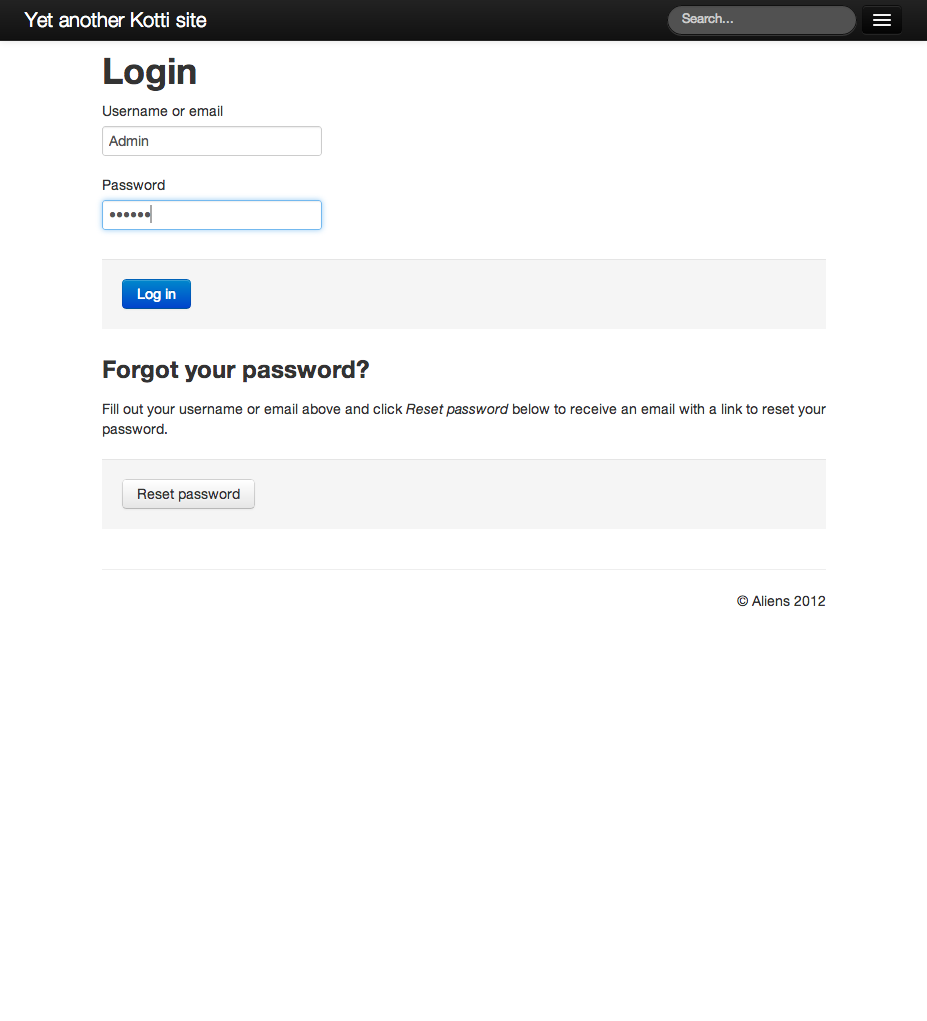 Yet another Kotti site
Search...
Login
Username or email
Admin
Password
••••••
Log in
Forgot your password?
Fill out your username or email above and click Reset password below to receive an email with a link to reset your
password.
Reset password
© Aliens 2012